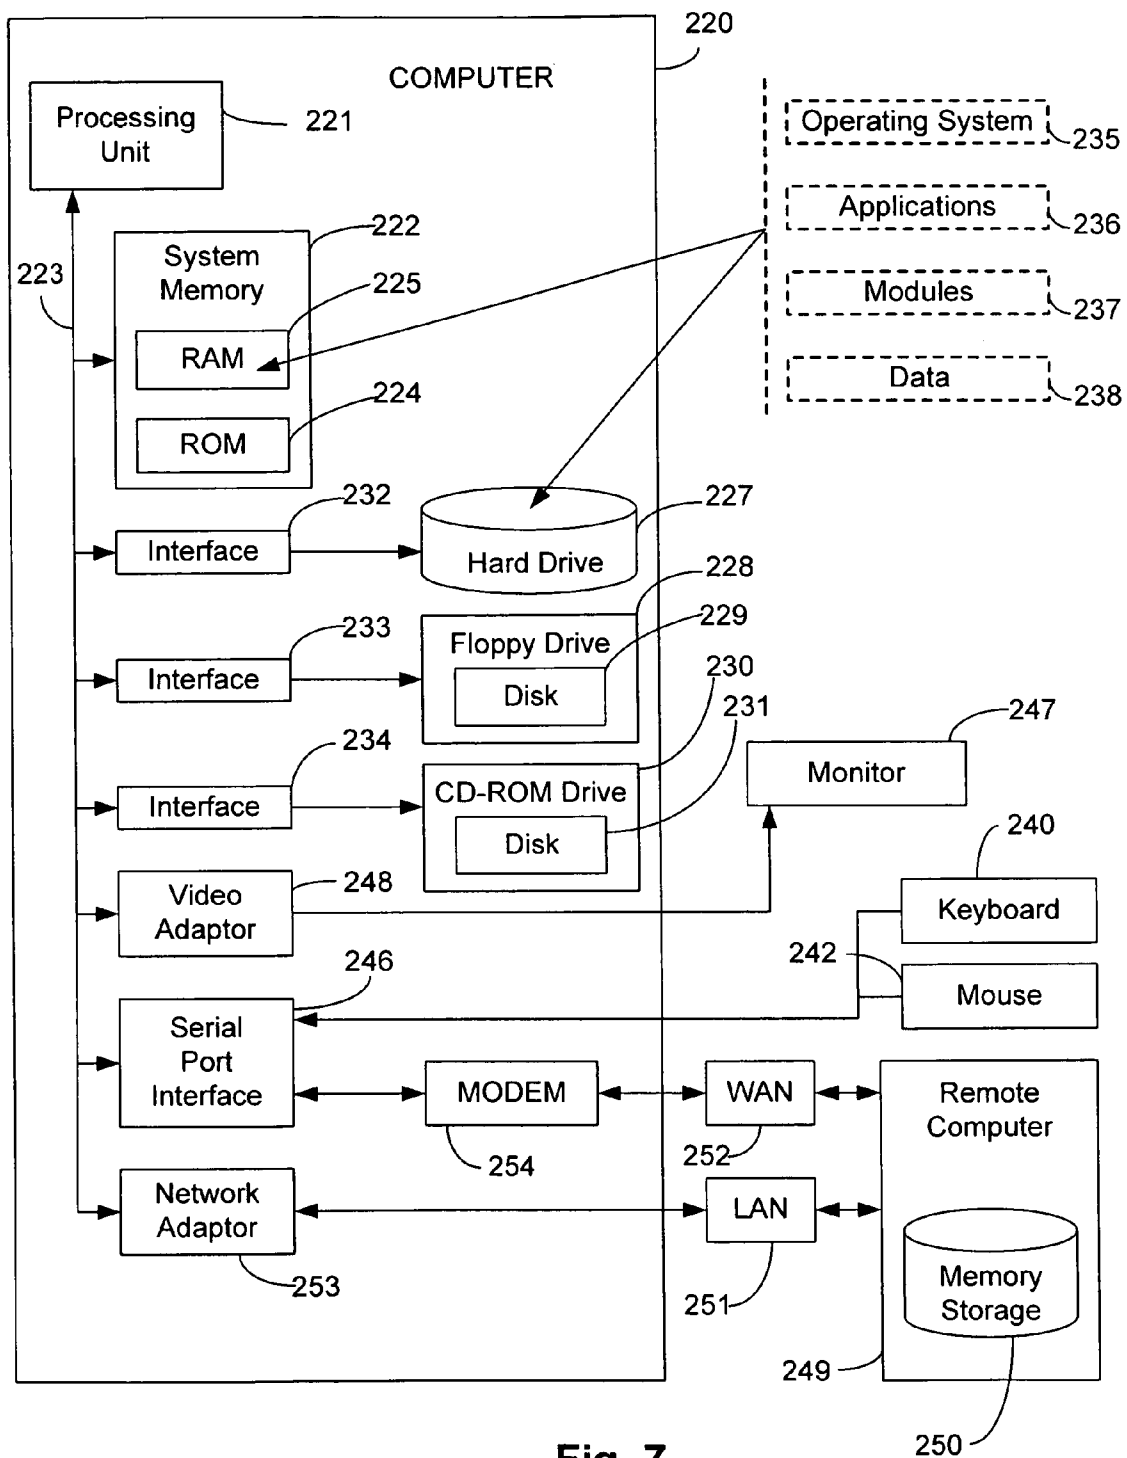 220
COMPUTER
Processing
Unit
221
Operating System
235
Applications
236
Modules
237
Data
238
222
System
Memory
223
225
RAM
224
ROM
232
Interface
227
Hard Drive
228
233
Interface
Floppy Drive
229
Disk
230
234
Interface
CD-ROM Drive
231
Disk
247
Monitor
240
Keyboard
248
Video
Adaptor
242
Mouse
246
Serial
Port
Interface
MODEM
254
WAN
252
Remote
Computer
Network
Adaptor
253
LAN
251
Memory
Storage
249
250
Fig. 7